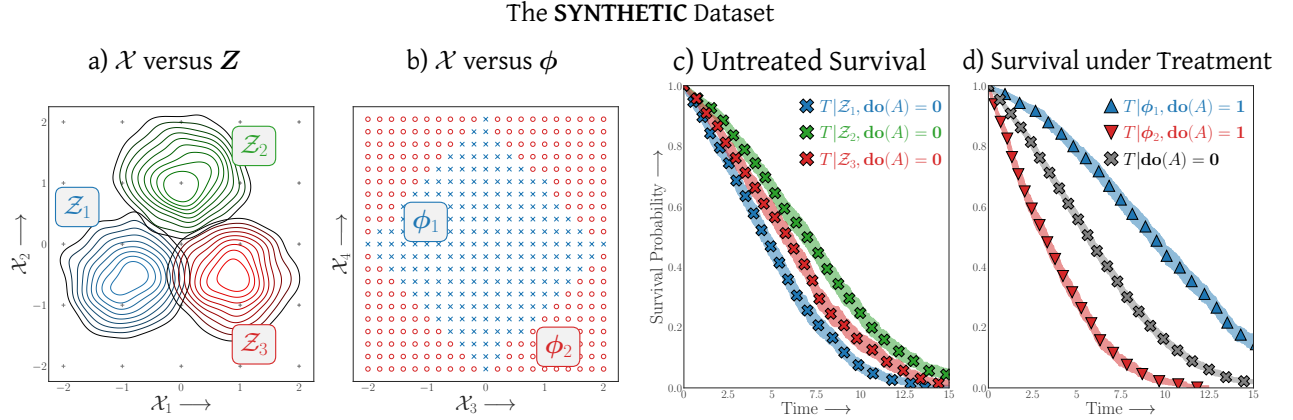 The SYNTHETIC Dataset
a) 𝒳 versus Z
b) 𝒳 versus ϕ
c) Untreated Survival
d) Survival under Treatment
𝒳₂ ⟶
2
1
0
−1
−2
𝒵₁
𝒵₂
𝒵₃
−2 −1 0 1 2
𝒳₁ ⟶
𝒳₄ ⟶
ϕ₁
ϕ₂
−2 −1 0 1 2
𝒳₃ ⟶
Survival Probability ⟶
1.0
0.8
0.6
0.4
0.2
0.0
T|𝒵₁, do(A) = 0
T|𝒵₂, do(A) = 0
T|𝒵₃, do(A) = 0
0 2.5 5 7.5 10 12.5 15
Time ⟶
1.0
0.8
0.6
0.4
0.2
0.0
T|ϕ₁, do(A) = 1
T|ϕ₂, do(A) = 1
T|do(A) = 0
0 2.5 5 7.5 10 12.5 15
Time ⟶